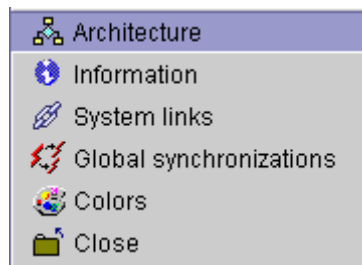 Architecture
Information
System links
Global synchronizations
Colors
Close